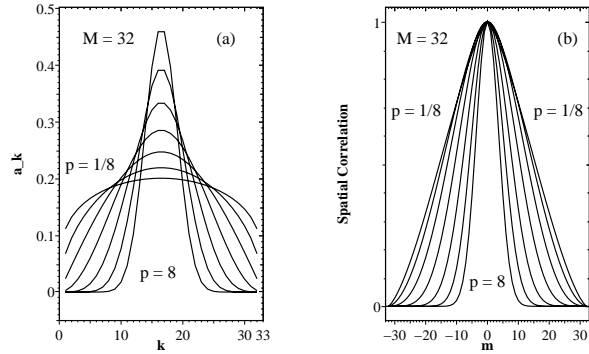 M = 32
(a)
p = 1/8
p = 8
a_k
0.5
0.4
0.3
0.2
0.1
0
0
10
20
30 33
k
M = 32
(b)
p = 1/8
p = 1/8
p = 8
Spatial Correlation
1
0
-30
-20
-10
0
10
20
30
m